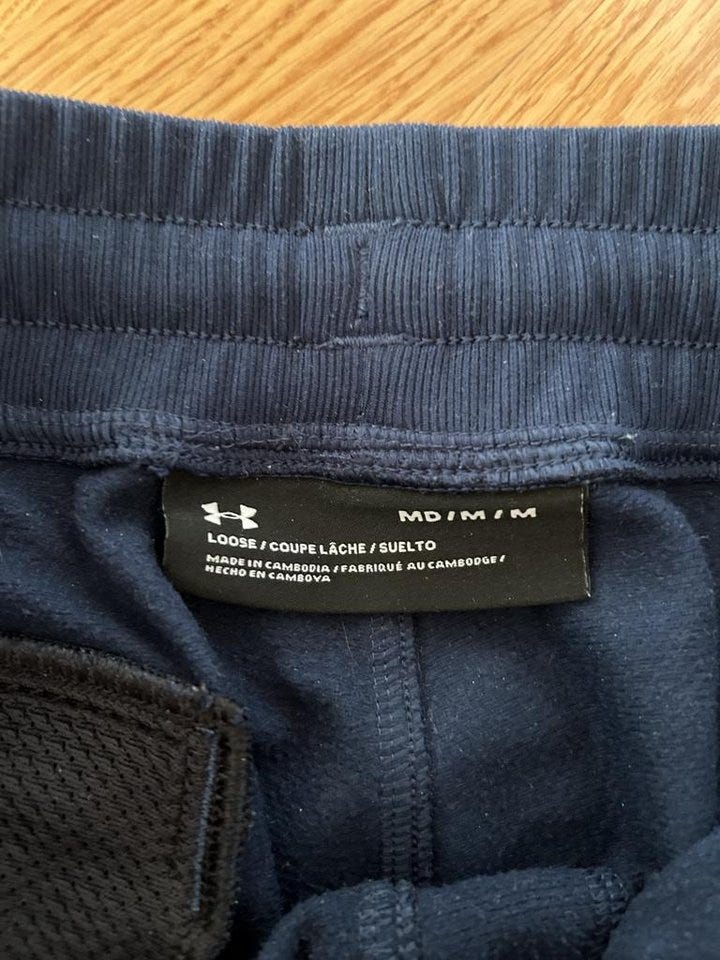 MD / M / M
LOOSE / COUPE LÂCHE / SUELTO
MADE IN CAMBODIA / FABRIQUÉ AU CAMBODGE /
HECHO EN CAMBOYA